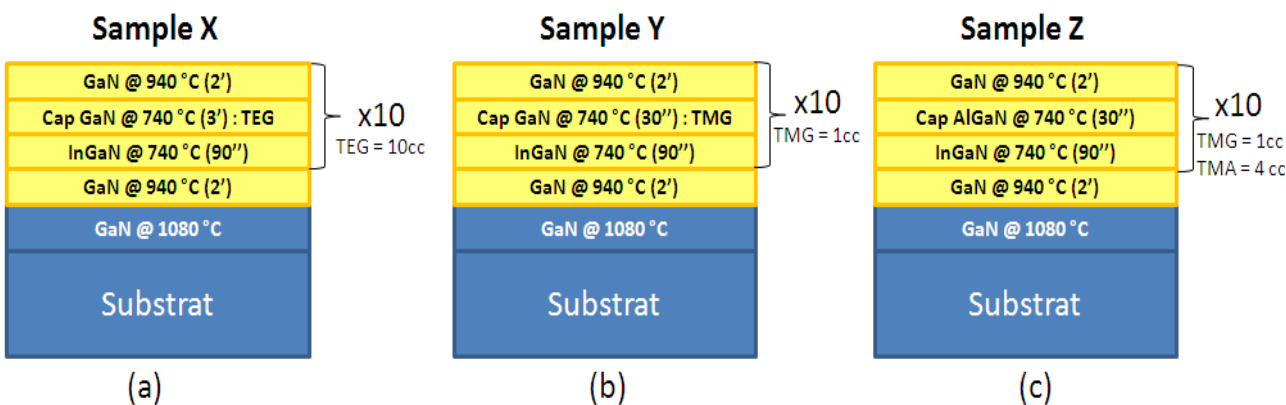 Sample X
GaN @ 940 °C (2’)
Cap GaN @ 740 °C (3’) : TEG
InGaN @ 740 °C (90’’)
GaN @ 940 °C (2’)
GaN @ 1080 °C
Substrat
x10
TEG = 10cc
(a)
Sample Y
GaN @ 940 °C (2’)
Cap GaN @ 740 °C (30’’) : TMG
InGaN @ 740 °C (90’’)
GaN @ 940 °C (2’)
GaN @ 1080 °C
Substrat
x10
TMG = 1cc
(b)
Sample Z
GaN @ 940 °C (2’)
Cap AlGaN @ 740 °C (30’’)
InGaN @ 740 °C (90’’)
GaN @ 940 °C (2’)
GaN @ 1080 °C
Substrat
x10
TMG = 1cc
TMA = 4 cc
(c)